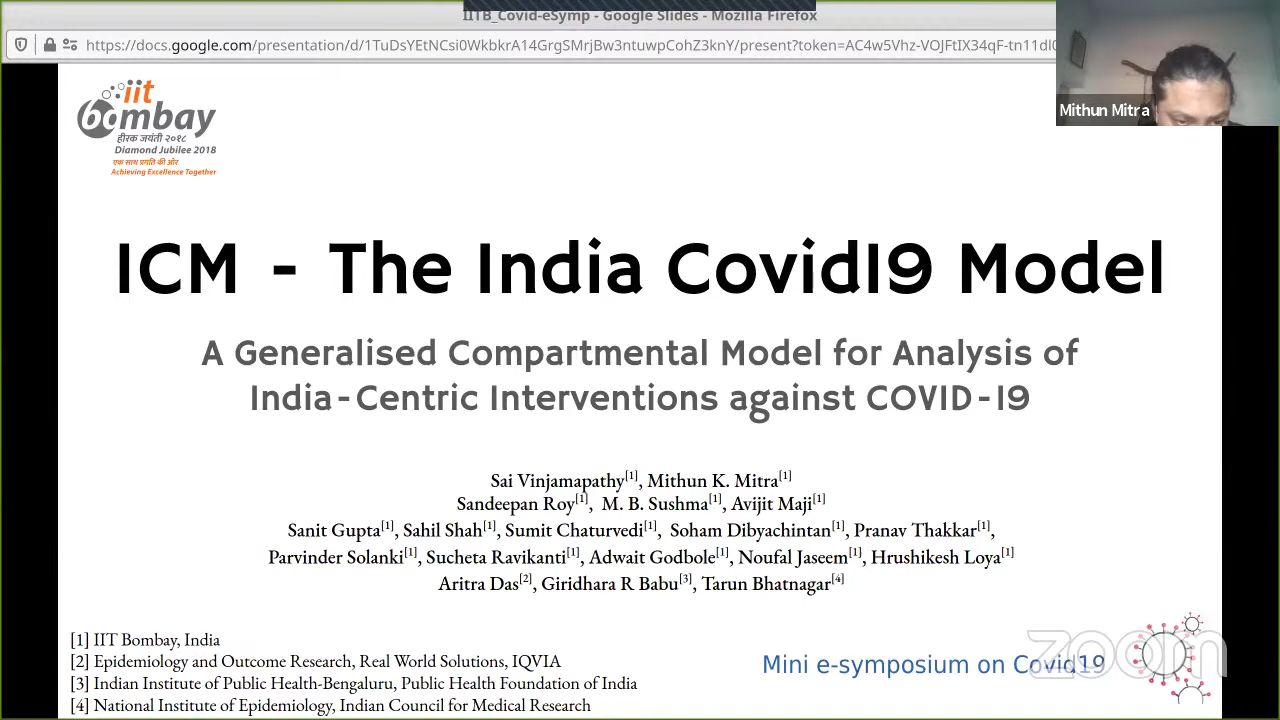 IITB_Covid-eSymp - Google Slides - Mozilla Firefox
https://docs.google.com/presentation/d/1TuDsYEtNCsi0WkbkrA14GrgSMrjBw3ntuwpCohZ3knY/present?token=AC4w5Vhz-VOJFtIX34qF-tn11dI
Mithun Mitra
iit
bombay
हीरक जयंती २०१८
Diamond Jubilee 2018
एक साथ प्रगति की ओर
Achieving Excellence Together
ICM - The India Covid19 Model
A Generalised Compartmental Model for Analysis of
India-Centric Interventions against COVID-19
Sai Vinjamapathy[1], Mithun K. Mitra[1]
Sandeepan Roy[1], M. B. Sushma[1], Avijit Maji[1]
Sanit Gupta[1], Sahil Shah[1], Sumit Chaturvedi[1], Soham Dibyachintan[1], Pranav Thakkar[1],
Parvinder Solanki[1], Sucheta Ravikanti[1], Adwait Godbole[1], Noufal Jaseem[1], Hrushikesh Loya[1]
Aritra Das[2], Giridhara R Babu[3], Tarun Bhatnagar[4]
[1] IIT Bombay, India
[2] Epidemiology and Outcome Research, Real World Solutions, IQVIA
[3] Indian Institute of Public Health-Bengaluru, Public Health Foundation of India
[4] National Institute of Epidemiology, Indian Council for Medical Research
Mini e-symposium on Covid19
zoom